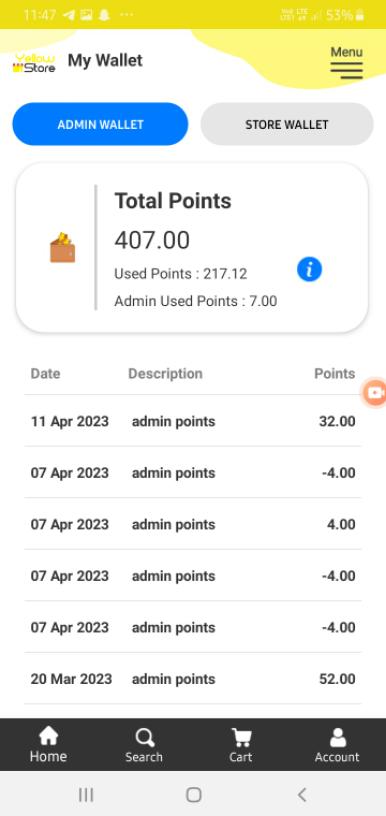 11:47
53%
Yellow
Store
My Wallet
Menu
ADMIN WALLET
STORE WALLET
Total Points
407.00
Used Points : 217.12
i
Admin Used Points : 7.00
Date Description Points
11 Apr 2023 admin points 32.00
07 Apr 2023 admin points -4.00
07 Apr 2023 admin points 4.00
07 Apr 2023 admin points -4.00
07 Apr 2023 admin points -4.00
20 Mar 2023 admin points 52.00
Home Search Cart Account